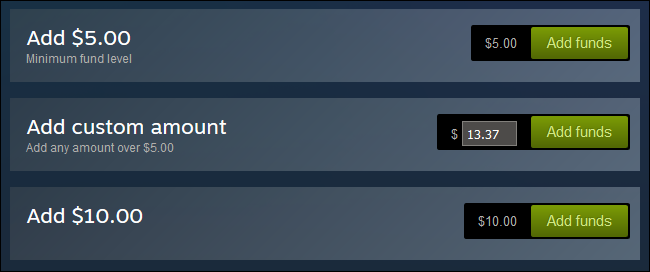 Add $5.00
Minimum fund level
$5.00 Add funds
Add custom amount
Add any amount over $5.00
$ 13.37 Add funds
Add $10.00
$10.00 Add funds